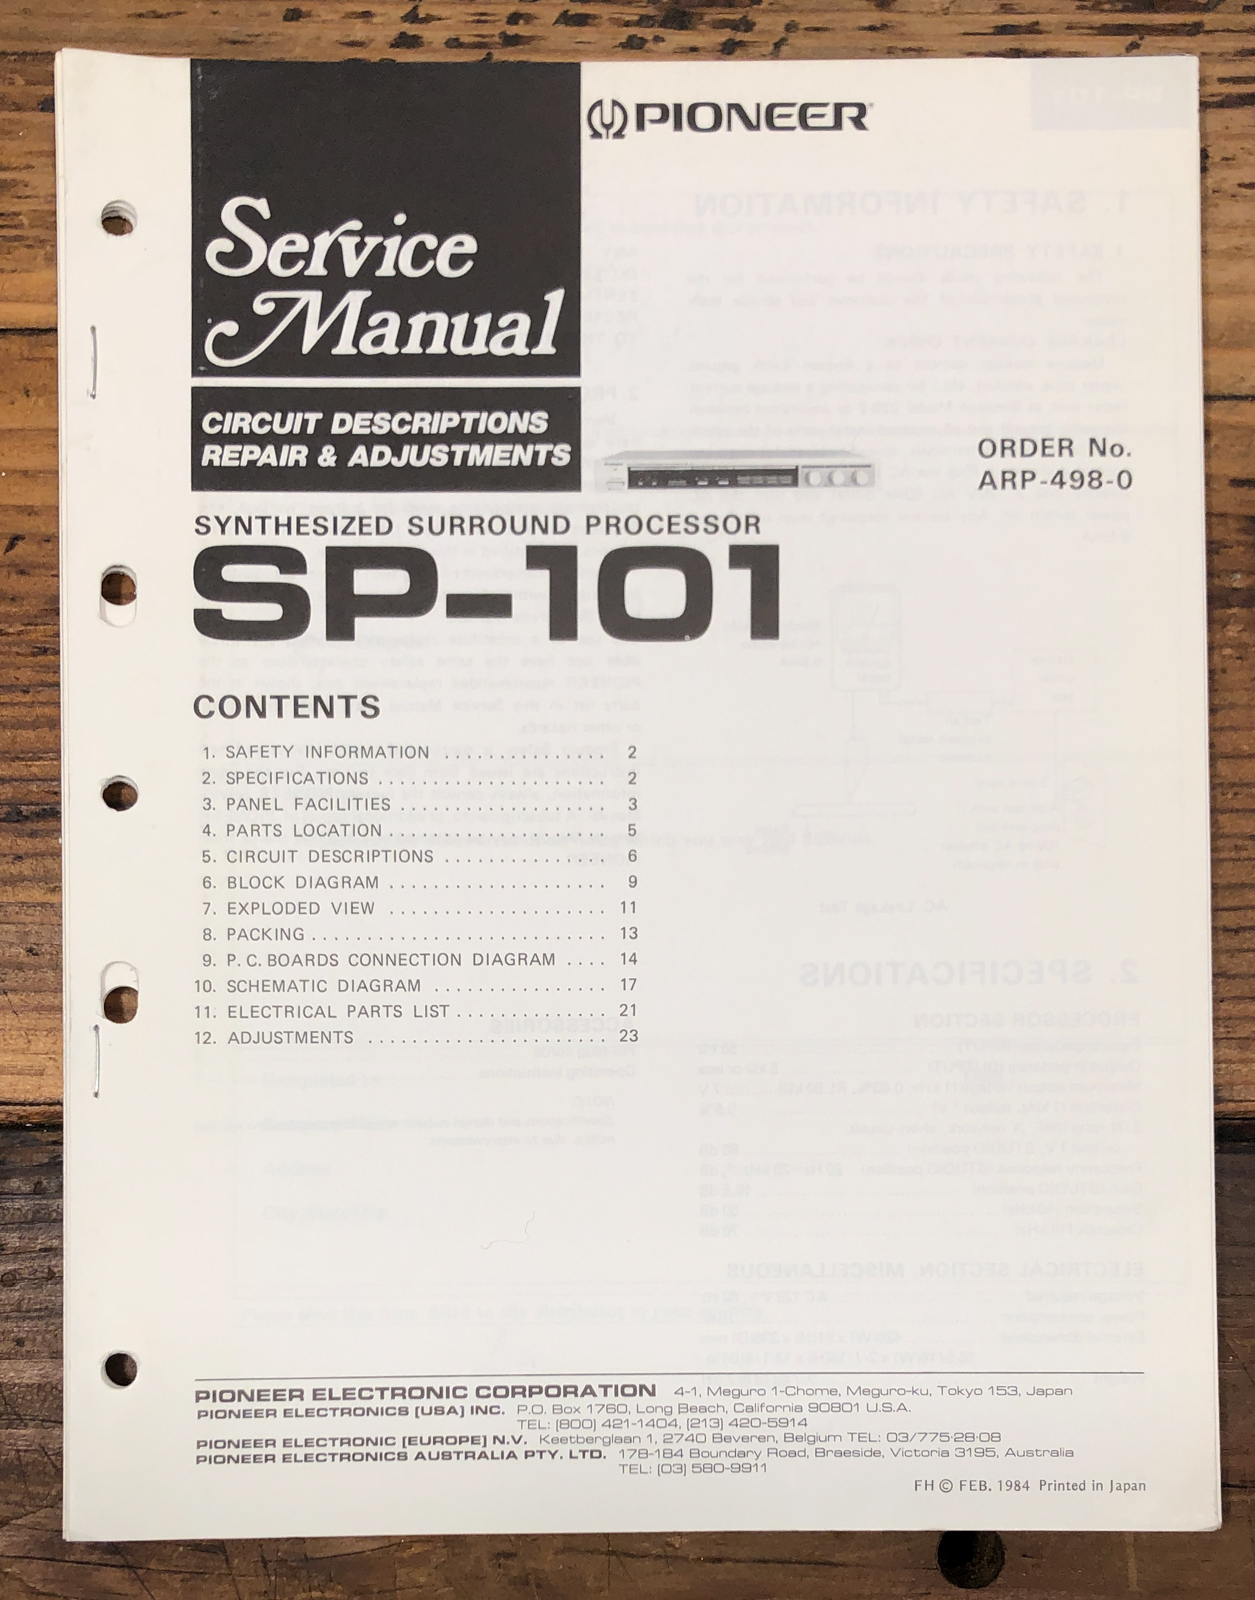 PIONEER
Service
Manual
CIRCUIT DESCRIPTIONS
REPAIR & ADJUSTMENTS
ORDER No.
ARP-498-0
SYNTHESIZED SURROUND PROCESSOR
SP-101
CONTENTS
1. SAFETY INFORMATION ............... 2
2. SPECIFICATIONS .................... 2
3. PANEL FACILITIES .................. 3
4. PARTS LOCATION ................... 5
5. CIRCUIT DESCRIPTIONS .............. 6
6. BLOCK DIAGRAM ................... 9
7. EXPLODED VIEW .................... 11
8. PACKING .......................... 13
9. P.C. BOARDS CONNECTION DIAGRAM .... 14
10. SCHEMATIC DIAGRAM ................ 17
11. ELECTRICAL PARTS LIST .............. 21
12. ADJUSTMENTS ...................... 23
PIONEER ELECTRONIC CORPORATION 4-1, Meguro 1-Chome, Meguro-ku, Tokyo 153, Japan
PIONEER ELECTRONICS [USA] INC. P.O. Box 1760, Long Beach, California 90801 U.S.A.
TEL: [800] 421-1404, [213] 420-5914
PIONEER ELECTRONIC [EUROPE] N.V. Keetberglaan 1, 2740 Beveren, Belgium TEL: 03/775·28·08
PIONEER ELECTRONICS AUSTRALIA PTY. LTD. 178-184 Boundary Road, Braeside, Victoria 3195, Australia
TEL: [03] 580-9911
FH © FEB. 1984 Printed in Japan